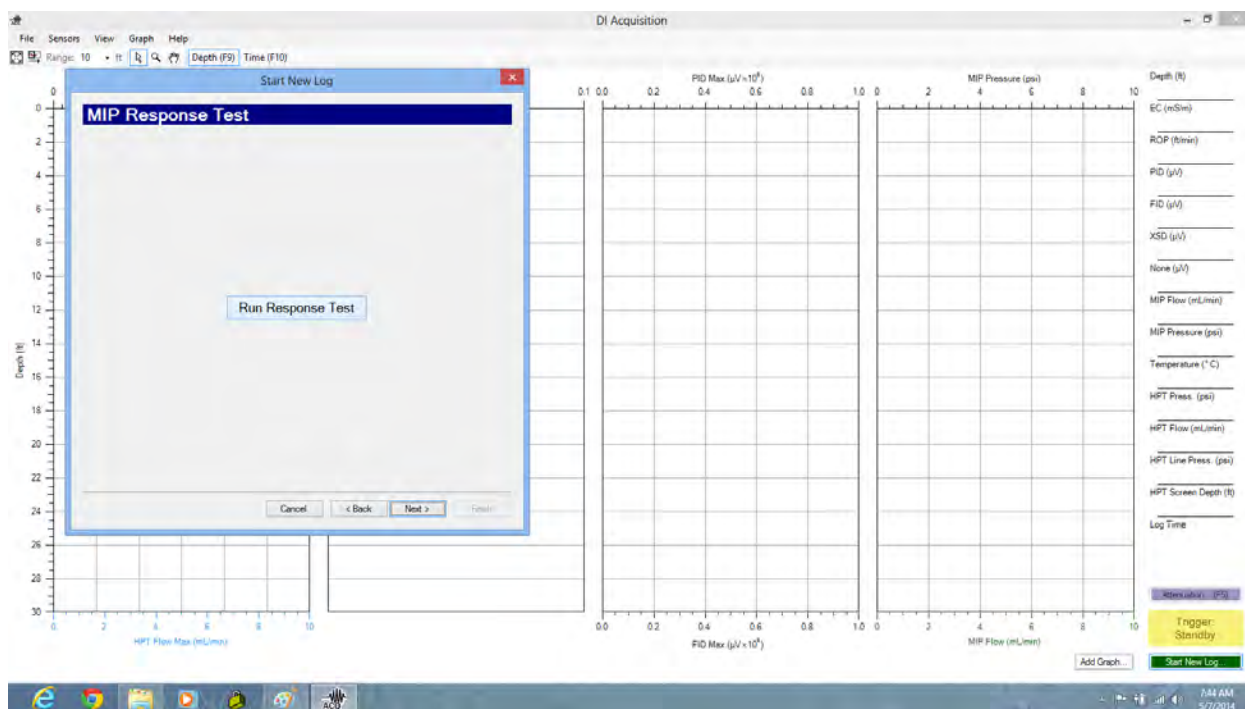 DI Acquisition
File Sensors View Graph Help
Range: 10 ft Depth (F9) Time (F10)
Start New Log
MIP Response Test
Run Response Test
Cancel < Back Next >
0
0.1
Depth (ft)
0
2
4
6
8
10
12
14
16
18
20
22
24
26
28
30
0 2 4 6 8 10
HPT Flow Max (mL/min)
PID Max (µV×10⁶)
0.0 0.2 0.4 0.6 0.8 1.0
0.0 0.2 0.4 0.6 0.8 1.0
FID Max (µV×10⁶)
MIP Pressure (psi)
0 2 4 6 8 10
0 2 4 6 8 10
MIP Flow (mL/min)
Depth (ft)
EC (mS/m)
ROP (ft/min)
PID (µV)
FID (µV)
XSD (µV)
None (µV)
MIP Flow (mL/min)
MIP Pressure (psi)
Temperature (°C)
HPT Press. (psi)
HPT Flow (mL/min)
HPT Line Press. (psi)
HPT Screen Depth (ft)
Log Time
Attenuation... (F5)
Trigger:
Standby
Add Graph...
Start New Log...
ACQ
7:44 AM
5/7/2014